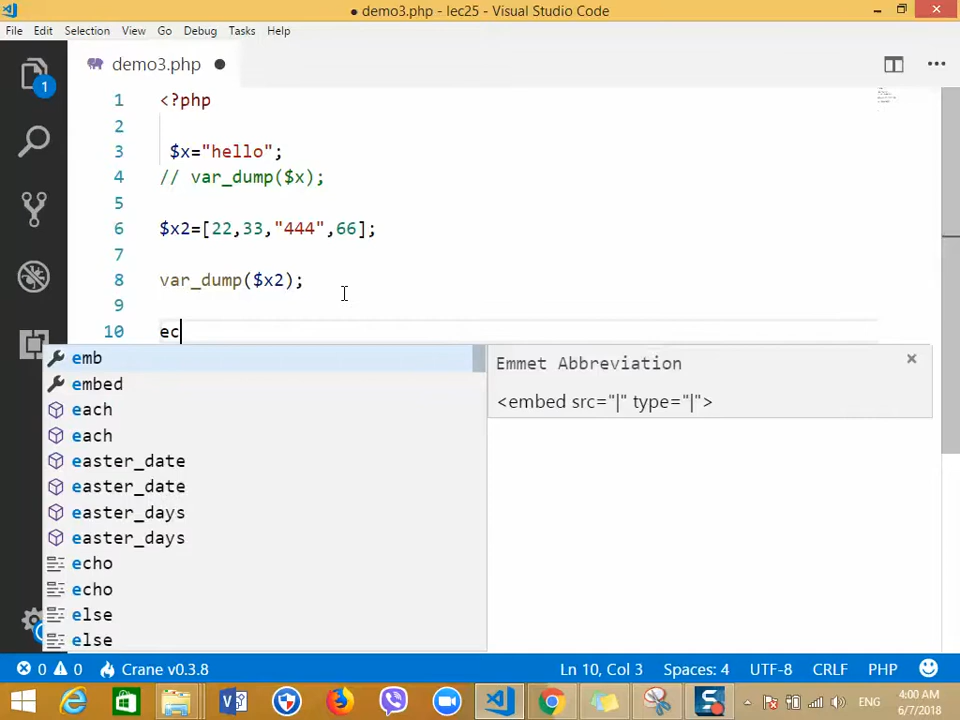 ● demo3.php - lec25 - Visual Studio Code
File Edit Selection View Go Debug Tasks Help
1
demo3.php ●
1 <?php
2
3 $x="hello";
4 // var_dump($x);
5
6 $x2=[22,33,"444",66];
7
8 var_dump($x2);
9
10 ec
emb
embed
each
each
easter_date
easter_date
easter_days
easter_days
echo
echo
else
else
Emmet Abbreviation
<embed src="|" type="|">
0 0 Crane v0.3.8 Ln 10, Col 3 Spaces: 4 UTF-8 CRLF PHP
ENG 4:00 AM
6/7/2018